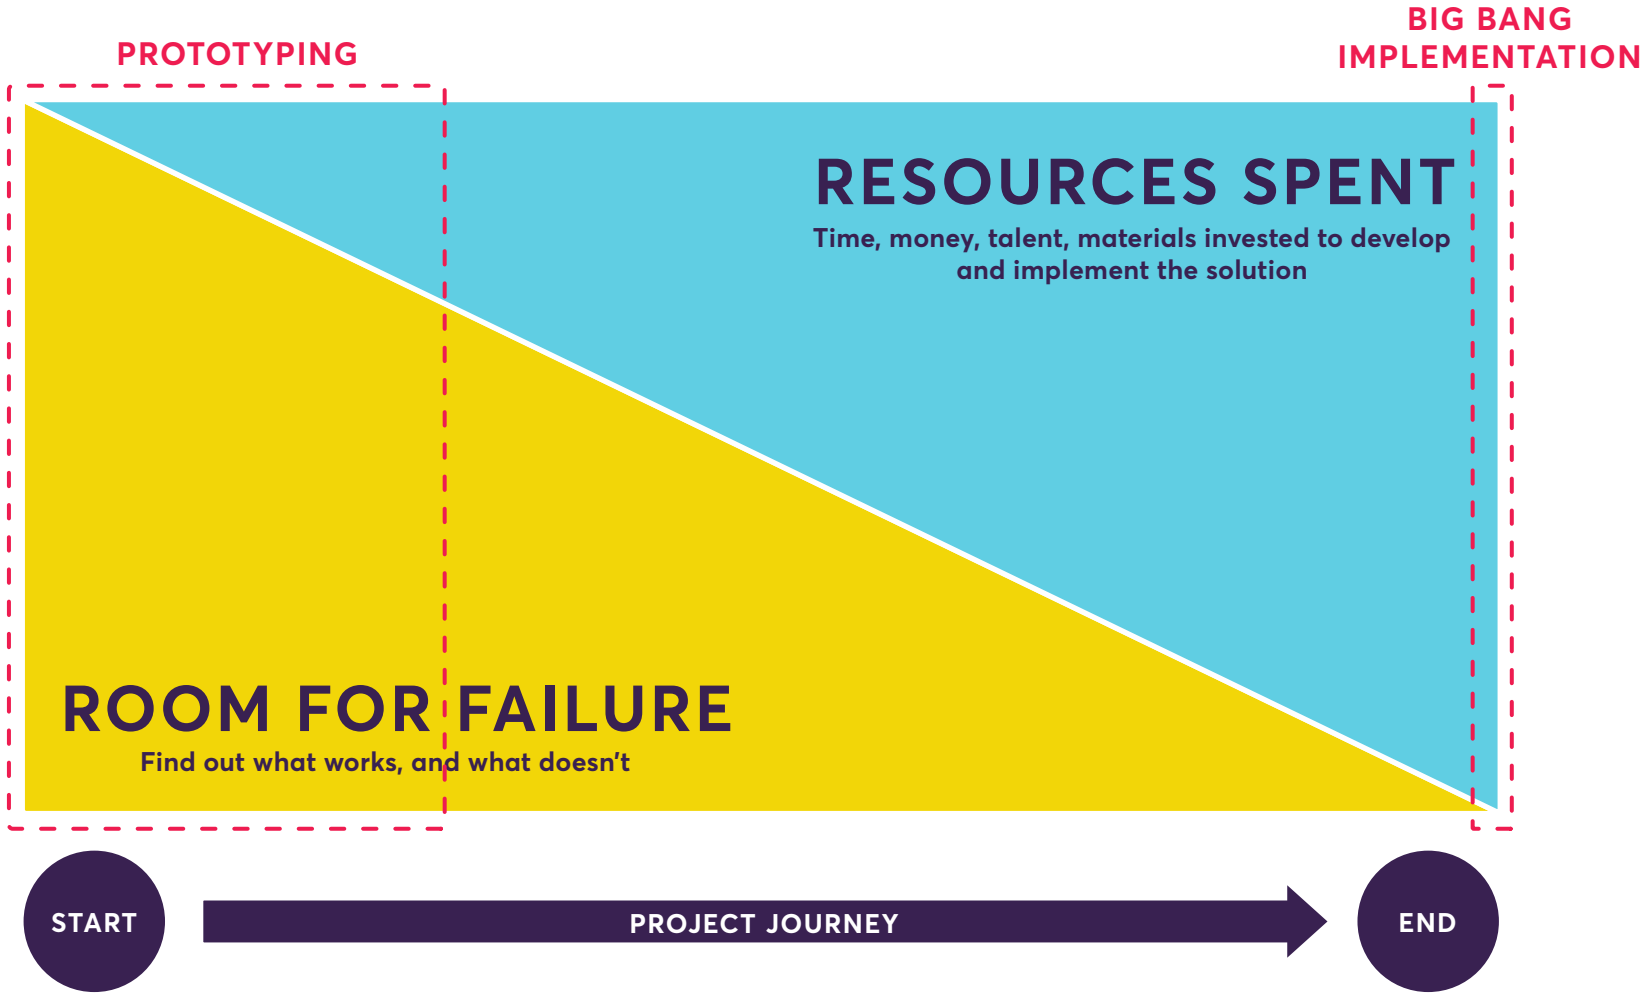 PROTOTYPING
BIG BANG
IMPLEMENTATION
RESOURCES SPENT
Time, money, talent, materials invested to develop
and implement the solution
ROOM FOR FAILURE
Find out what works, and what doesn’t
START
PROJECT JOURNEY
END